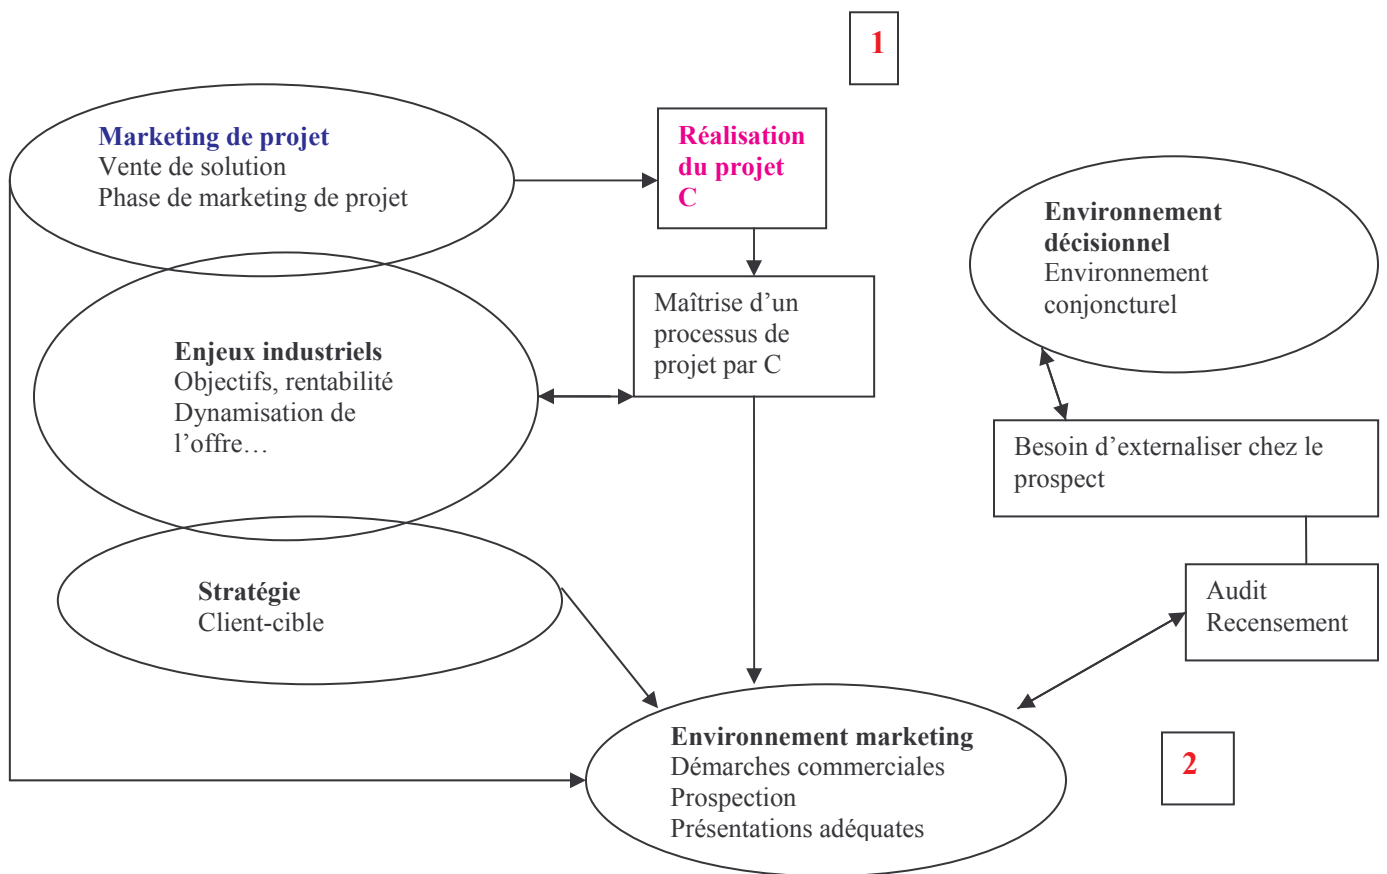 1
Marketing de projet
Vente de solution
Phase de marketing de projet
Réalisation
du projet
C
Environnement
décisionnel
Environnement
conjoncturel
Maîtrise d’un
processus de
projet par C
Enjeux industriels
Objectifs, rentabilité
Dynamisation de
l’offre…
Besoin d’externaliser chez le
prospect
Stratégie
Client-cible
Audit
Recensement
Environnement marketing
Démarches commerciales
Prospection
Présentations adéquates
2